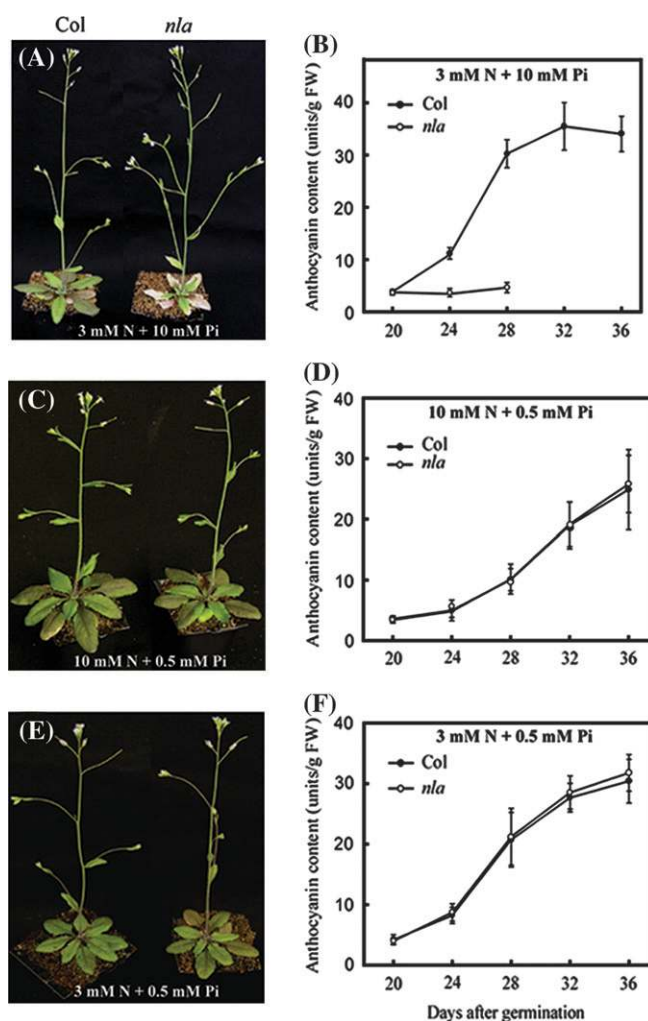 Col nla
(A)
3 mM N + 10 mM Pi
(B)
3 mM N + 10 mM Pi
Col
nla
Anthocyanin content (units/g FW)
40
30
20
10
0
20 24 28 32 36
(C)
10 mM N + 0.5 mM Pi
(D)
10 mM N + 0.5 mM Pi
Col
nla
Anthocyanin content (units/g FW)
40
30
20
10
0
20 24 28 32 36
(E)
3 mM N + 0.5 mM Pi
(F)
3 mM N + 0.5 mM Pi
Col
nla
Anthocyanin content (units/g FW)
40
30
20
10
0
20 24 28 32 36
Days after germination